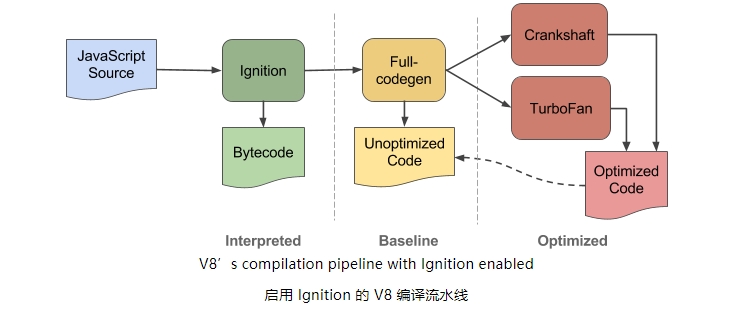 JavaScript
Source
Ignition
Bytecode
Full-
codegen
Unoptimized
Code
Crankshaft
TurboFan
Optimized
Code
Interpreted
Baseline
Optimized
V8′s compilation pipeline with Ignition enabled
启用 Ignition 的 V8 编译流水线